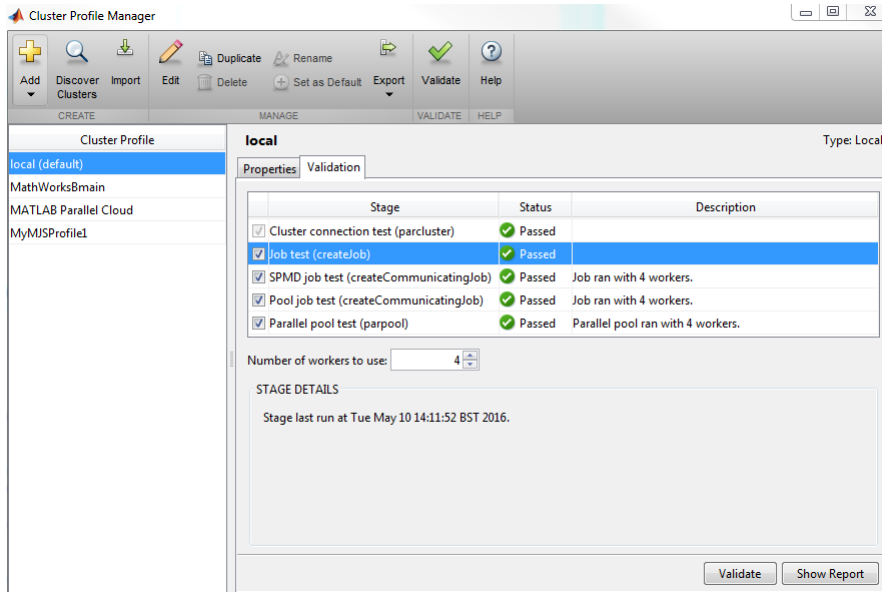 Cluster Profile Manager
Add
Discover Clusters
Import
Edit
Duplicate
Delete
Rename
Set as Default
Export
Validate
Help
CREATE
MANAGE
VALIDATE
HELP
Cluster Profile
local (default)
MathWorksBmain
MATLAB Parallel Cloud
MyMJSProfile1
local
Type: Local
Properties
Validation
Stage Status Description
Cluster connection test (parcluster) Passed
Job test (createJob) Passed
SPMD job test (createCommunicatingJob) Passed Job ran with 4 workers.
Pool job test (createCommunicatingJob) Passed Job ran with 4 workers.
Parallel pool test (parpool) Passed Parallel pool ran with 4 workers.
Number of workers to use: 4
STAGE DETAILS
Stage last run at Tue May 10 14:11:52 BST 2016.
Validate
Show Report